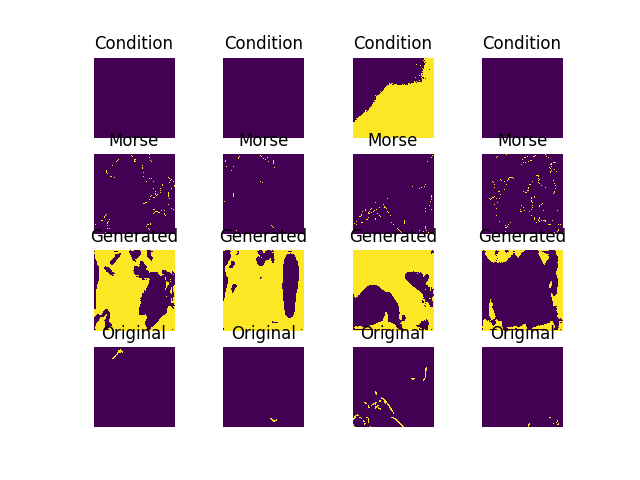 Condition Condition Condition Condition
Morse Morse Morse Morse
Generated Generated Generated Generated
Original Original Original Original